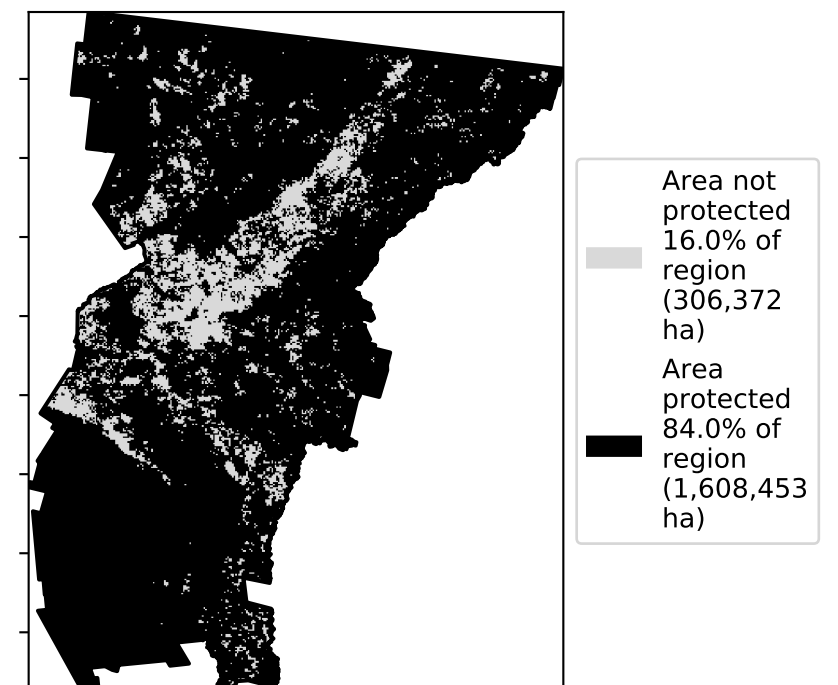 Area not
protected
16.0% of
region
(306,372
ha)
Area
protected
84.0% of
region
(1,608,453
ha)